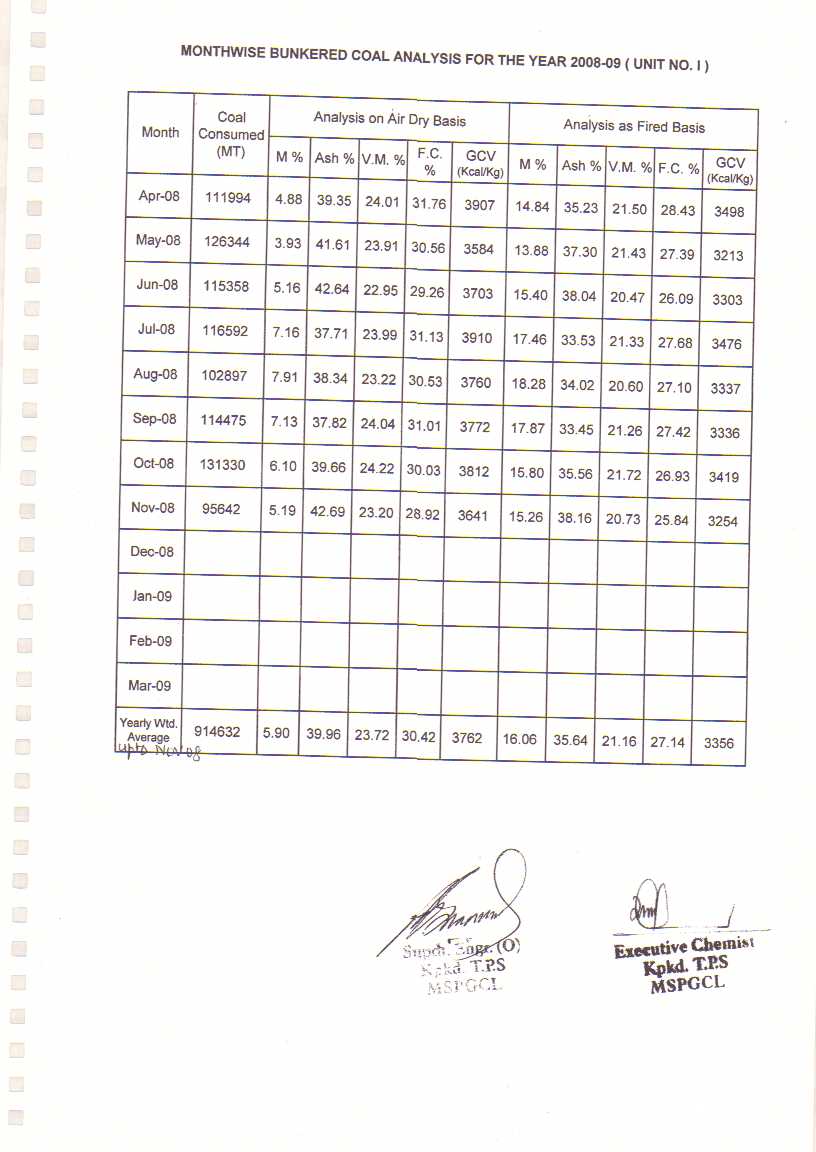 MONTHWISE BUNKERED COAL ANALYSIS FOR THE YEAR 2008-09 ( UNIT NO. I )
Month Coal Consumed (MT) Analysis on Air Dry Basis Analysis as Fired Basis
M % Ash % V.M. % F.C. % GCV (Kcal/Kg) M % Ash % V.M. % F.C. % GCV (Kcal/Kg)
Apr-08 111994 4.88 39.35 24.01 31.76 3907 14.84 35.23 21.50 28.43 3498
May-08 126344 3.93 41.61 23.91 30.56 3584 13.88 37.30 21.43 27.39 3213
Jun-08 115358 5.16 42.64 22.95 29.26 3703 15.40 38.04 20.47 26.09 3303
Jul-08 116592 7.16 37.71 23.99 31.13 3910 17.46 33.53 21.33 27.68 3476
Aug-08 102897 7.91 38.34 23.22 30.53 3760 18.28 34.02 20.60 27.10 3337
Sep-08 114475 7.13 37.82 24.04 31.01 3772 17.87 33.45 21.26 27.42 3336
Oct-08 131330 6.10 39.66 24.22 30.03 3812 15.80 35.56 21.72 26.93 3419
Nov-08 95642 5.19 42.69 23.20 28.92 3641 15.26 38.16 20.73 25.84 3254
Dec-08
Jan-09
Feb-09
Mar-09
Yearly Wtd. Average 914632 5.90 39.96 23.72 30.42 3762 16.06 35.64 21.16 27.14 3356
upto Nov 08
Supdt. Engr. (O)
Kpkd. T.P.S
MSPGCL
Executive Chemist
Kpkd. T.P.S
MSPGCL